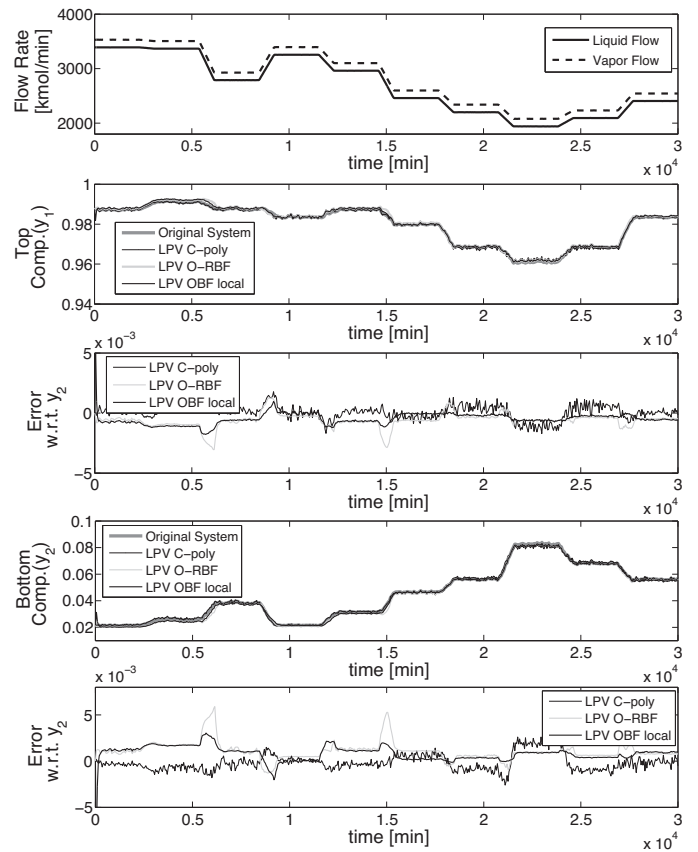 4000
3000
2000
Flow Rate
[kmol/min]
Liquid Flow
Vapor Flow
0 0.5 1 1.5 2 2.5 3
time [min]
x 10^4
1
0.98
0.96
0.94
Top
Comp.(y_1)
Original System
LPV C-poly
LPV O-RBF
LPV OBF local
0 0.5 1 1.5 2 2.5 3
time [min]
x 10^4
x 10^-3
5
0
-5
Error
w.r.t. y_2
LPV C-poly
LPV O-RBF
LPV OBF local
0 0.5 1 1.5 2 2.5 3
time [min]
x 10^4
0.1
0.08
0.06
0.04
0.02
Bottom
Comp.(y_2)
Original System
LPV C-poly
LPV O-RBF
LPV OBF local
0 0.5 1 1.5 2 2.5 3
time [min]
x 10^4
x 10^-3
5
0
-5
Error
w.r.t. y_2
LPV C-poly
LPV O-RBF
LPV OBF local
0 0.5 1 1.5 2 2.5 3
time [min]
x 10^4